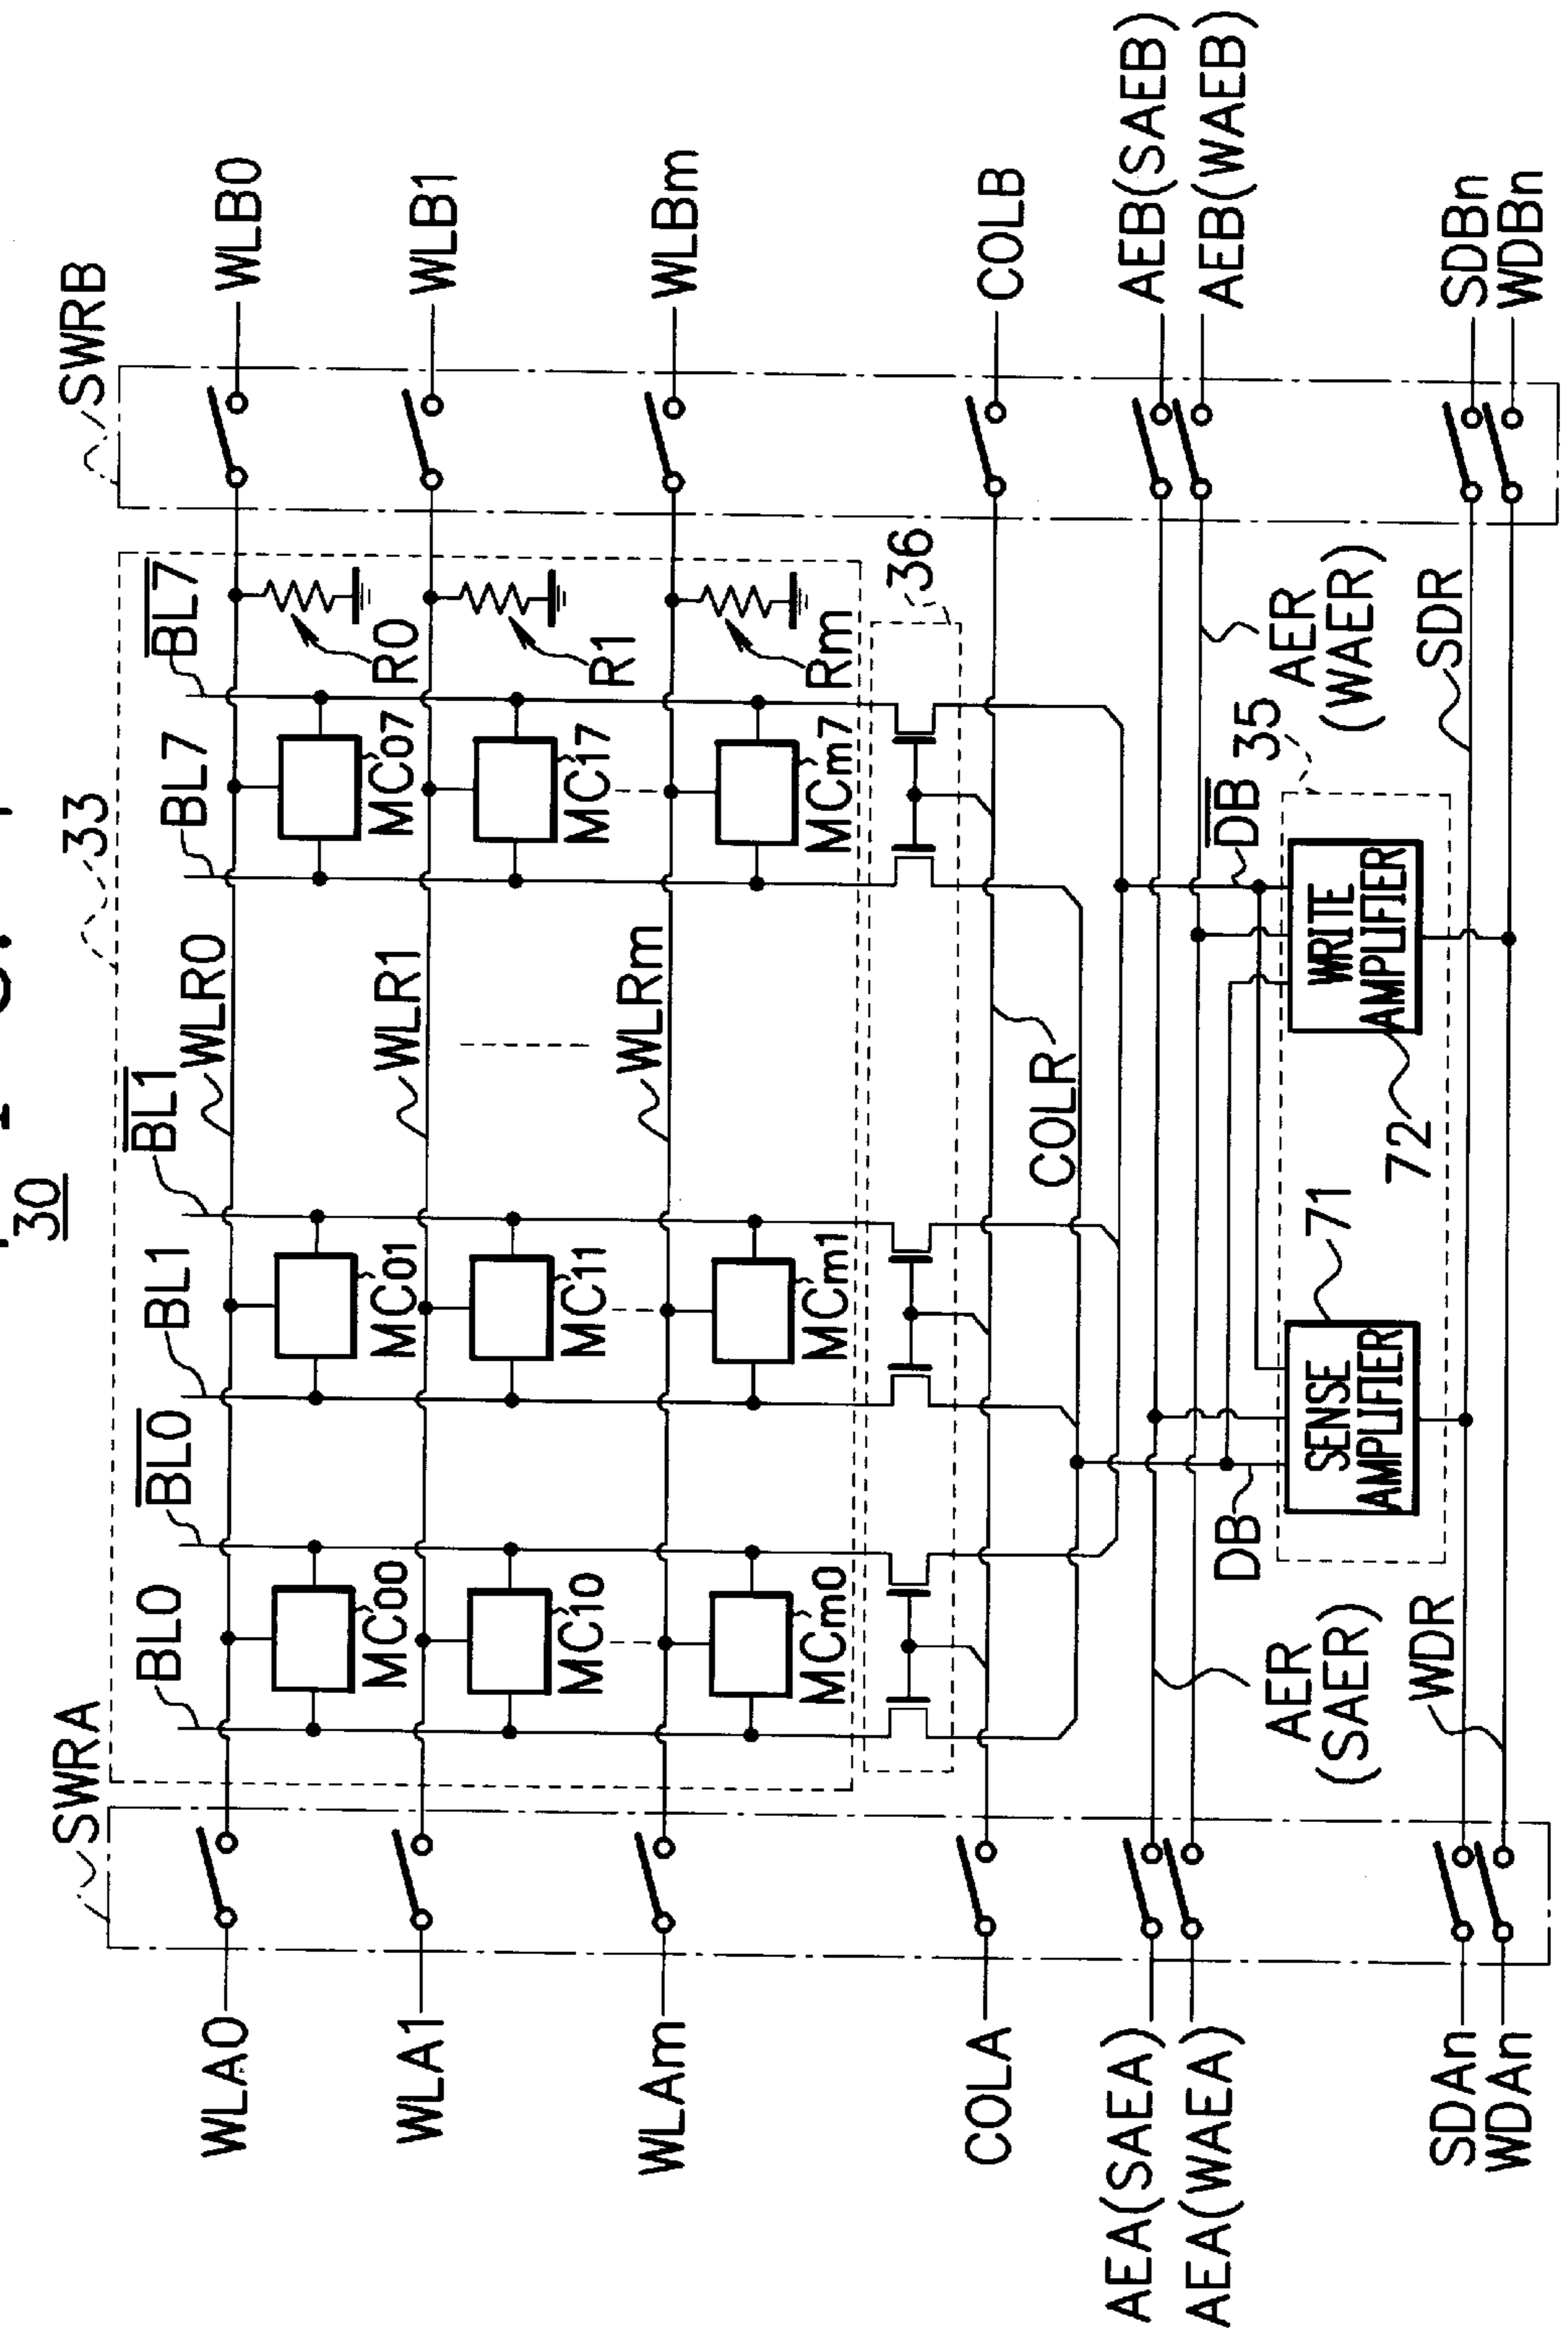 30
SWRA
33
SWRB
BL0
BL0
BL1
BL1
BL7
BL7
WLA0
WLR0
WLB0
MC00
MC01
MC07
R0
WLA1
WLR1
WLB1
MC10
MC11
MC17
R1
WLAm
WLRm
WLBm
MCm0
MCm1
MCm7
Rm
36
COLA
COLR
COLB
AEA(SAEA)
AEB(SAEB)
AEA(WAEA)
AEB(WAEB)
DB
DB
35
AER
(SAER)
71
72
AER
(WAER)
SENSE
AMPLIFIER
WRITE
AMPLIFIER
WDR
SDR
SDAn
SDBn
WDAn
WDBn